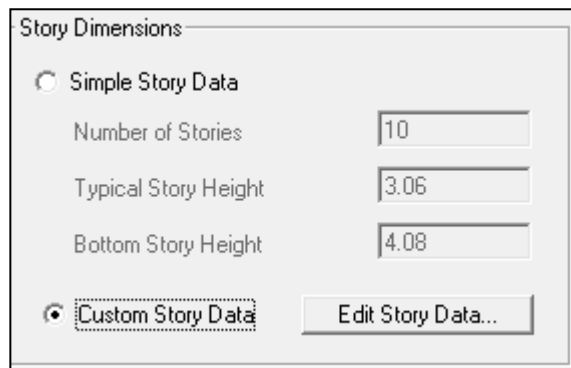 Story Dimensions
Simple Story Data
Number of Stories 10
Typical Story Height 3.06
Bottom Story Height 4.08
Custom Story Data Edit Story Data...